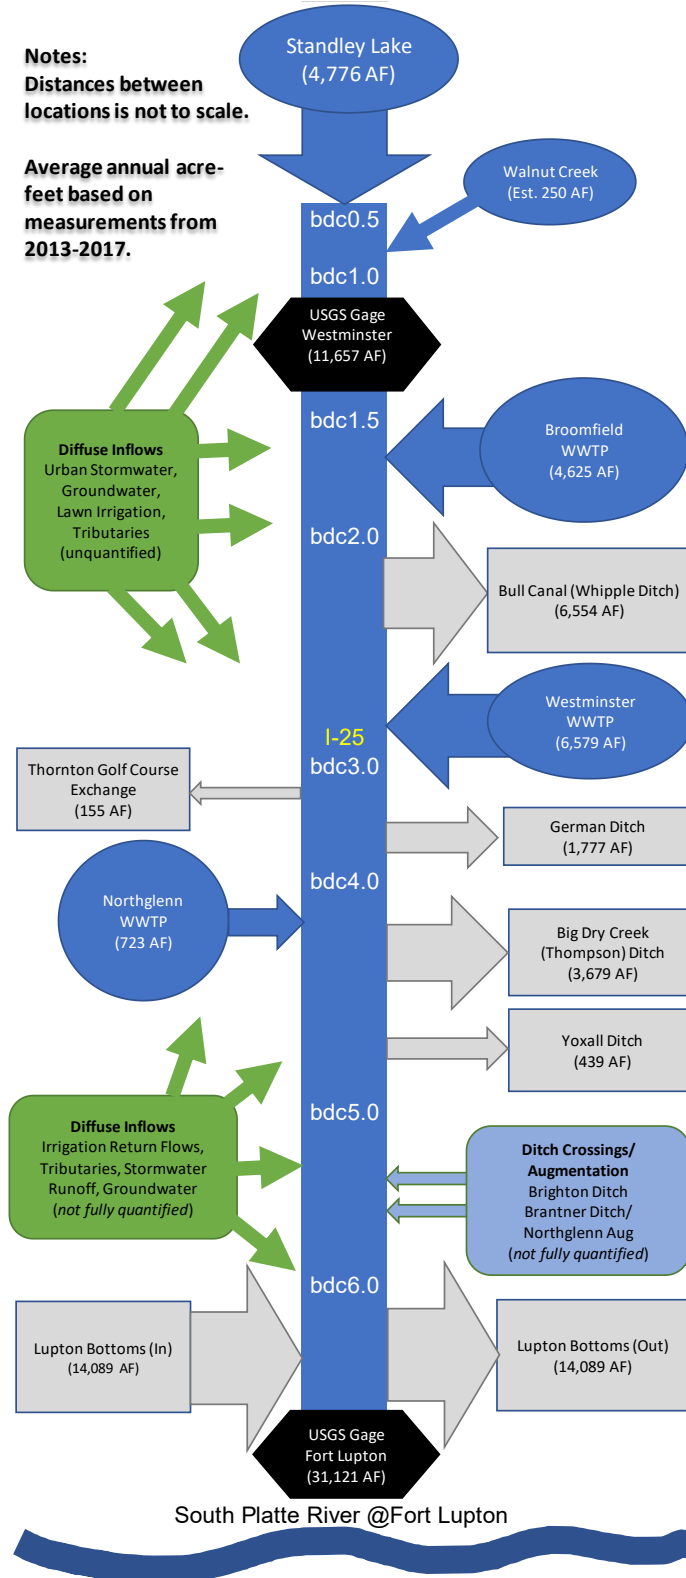 Notes:
Distances between
locations is not to scale.
Average annual acre-
feet based on
measurements from
2013-2017.
Standley Lake
(4,776 AF)
Walnut Creek
(Est. 250 AF)
bdc0.5
bdc1.0
USGS Gage
Westminster
(11,657 AF)
bdc1.5
Broomfield
WWTP
(4,625 AF)
Diffuse Inflows
Urban Stormwater,
Groundwater,
Lawn Irrigation,
Tributaries
(unquantified)
bdc2.0
Bull Canal (Whipple Ditch)
(6,554 AF)
Westminster
WWTP
(6,579 AF)
I-25
bdc3.0
Thornton Golf Course
Exchange
(155 AF)
German Ditch
(1,777 AF)
bdc4.0
Northglenn
WWTP
(723 AF)
Big Dry Creek
(Thompson) Ditch
(3,679 AF)
Yoxall Ditch
(439 AF)
bdc5.0
Diffuse Inflows
Irrigation Return Flows,
Tributaries, Stormwater
Runoff, Groundwater
(not fully quantified)
Ditch Crossings/
Augmentation
Brighton Ditch
Brantner Ditch/
Northglenn Aug
(not fully quantified)
bdc6.0
Lupton Bottoms (In)
(14,089 AF)
Lupton Bottoms (Out)
(14,089 AF)
USGS Gage
Fort Lupton
(31,121 AF)
South Platte River @Fort Lupton